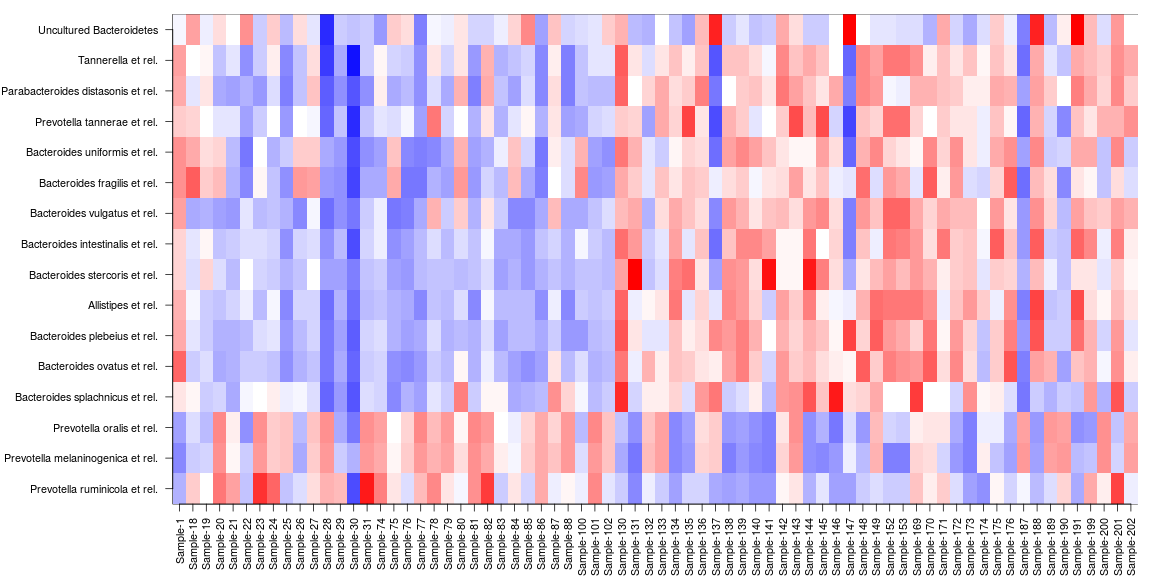 Uncultured Bacteroidetes
Tannerella et rel.
Parabacteroides distasonis et rel.
Prevotella tannerae et rel.
Bacteroides uniformis et rel.
Bacteroides fragilis et rel.
Bacteroides vulgatus et rel.
Bacteroides intestinalis et rel.
Bacteroides stercoris et rel.
Allistipes et rel.
Bacteroides plebeius et rel.
Bacteroides ovatus et rel.
Bacteroides splachnicus et rel.
Prevotella oralis et rel.
Prevotella melaninogenica et rel.
Prevotella ruminicola et rel.
Sample-1
Sample-18
Sample-19
Sample-20
Sample-21
Sample-22
Sample-23
Sample-24
Sample-25
Sample-26
Sample-27
Sample-28
Sample-29
Sample-30
Sample-31
Sample-74
Sample-75
Sample-76
Sample-77
Sample-78
Sample-79
Sample-80
Sample-81
Sample-82
Sample-83
Sample-84
Sample-85
Sample-86
Sample-87
Sample-88
Sample-100
Sample-101
Sample-102
Sample-130
Sample-131
Sample-132
Sample-133
Sample-134
Sample-135
Sample-136
Sample-137
Sample-138
Sample-139
Sample-140
Sample-141
Sample-142
Sample-143
Sample-144
Sample-145
Sample-146
Sample-147
Sample-148
Sample-149
Sample-152
Sample-153
Sample-169
Sample-170
Sample-171
Sample-172
Sample-173
Sample-174
Sample-175
Sample-176
Sample-187
Sample-188
Sample-189
Sample-190
Sample-191
Sample-199
Sample-200
Sample-201
Sample-202